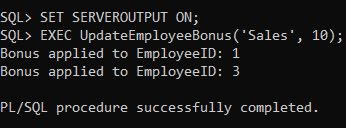 SQL> SET SERVEROUTPUT ON;
SQL> EXEC UpdateEmployeeBonus('Sales', 10);
Bonus applied to EmployeeID: 1
Bonus applied to EmployeeID: 3
PL/SQL procedure successfully completed.